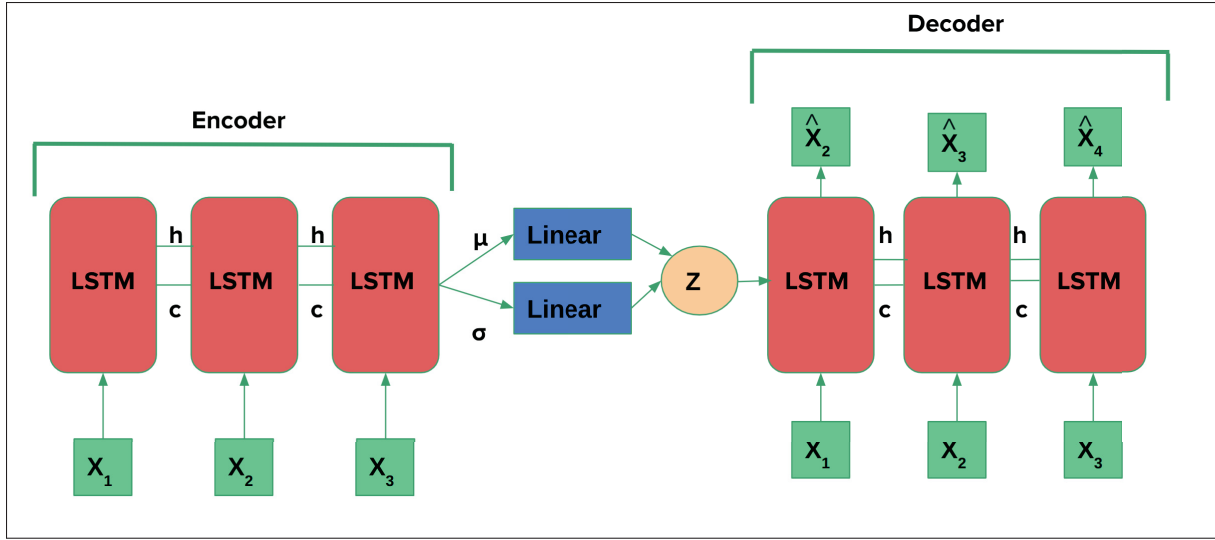 Decoder
Encoder
X̂₂ X̂₃ X̂₄
h h μ Linear h h
LSTM LSTM LSTM Z LSTM LSTM LSTM
c c σ Linear c c
X₁ X₂ X₃ X₁ X₂ X₃